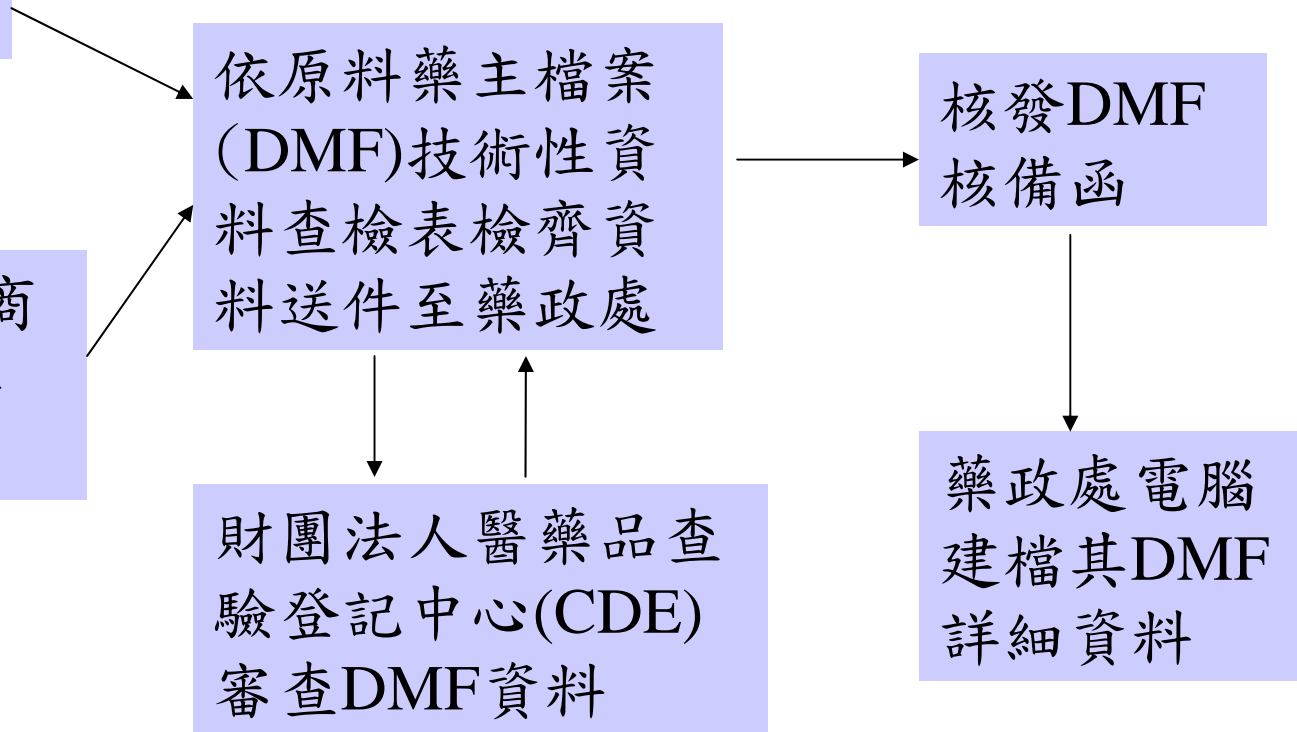 依原料藥主檔案
（DMF)技術性資
料查檢表檢齊資
料送件至藥政處
核發DMF
核備函
商
財團法人醫藥品查
驗登記中心(CDE)
審查DMF資料
藥政處電腦
建檔其DMF
詳細資料